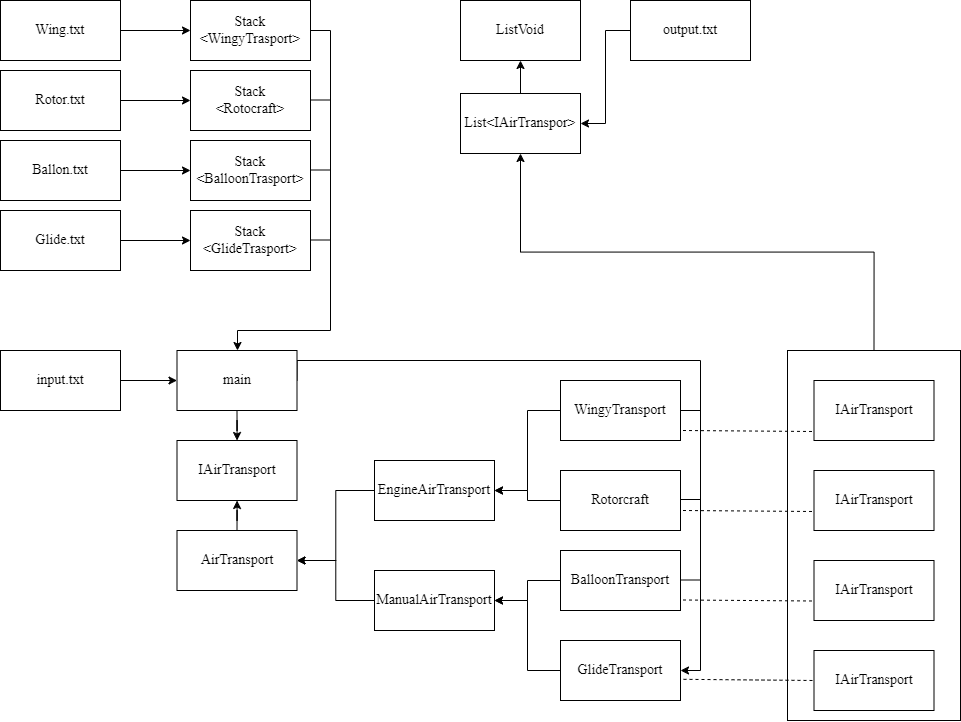 Wing.txt
Stack
<WingyTrasport>
ListVoid
output.txt
Rotor.txt
Stack
<Rotocraft>
List<IAirTranspor>
Ballon.txt
Stack
<BalloonTrasport>
Glide.txt
Stack
<GlideTrasport>
input.txt
main
WingyTransport
IAirTransport
IAirTransport
EngineAirTransport
Rotorcraft
IAirTransport
AirTransport
ManualAirTransport
BalloonTransport
IAirTransport
GlideTransport
IAirTransport